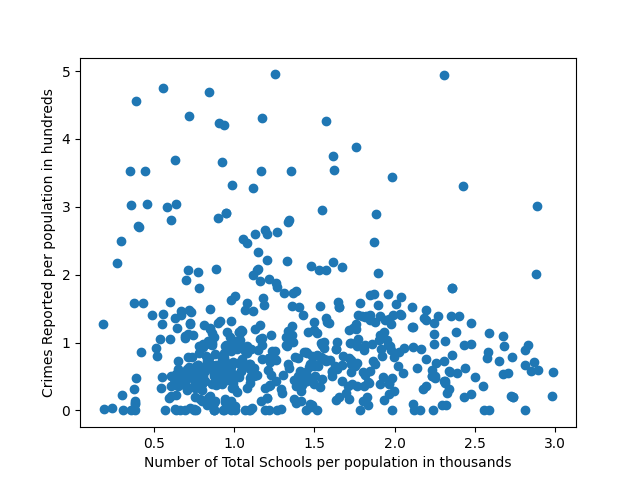 5
4
3
2
1
0
Crimes Reported per population in hundreds
0.5 1.0 1.5 2.0 2.5 3.0
Number of Total Schools per population in thousands